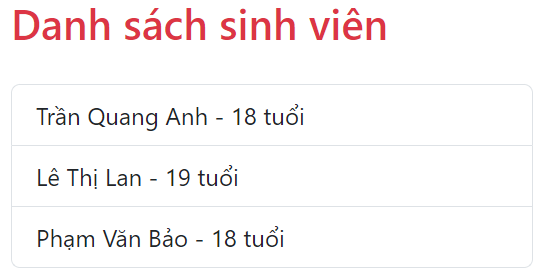 Danh sách sinh viên
Trần Quang Anh - 18 tuổi
Lê Thị Lan - 19 tuổi
Phạm Văn Bảo - 18 tuổi